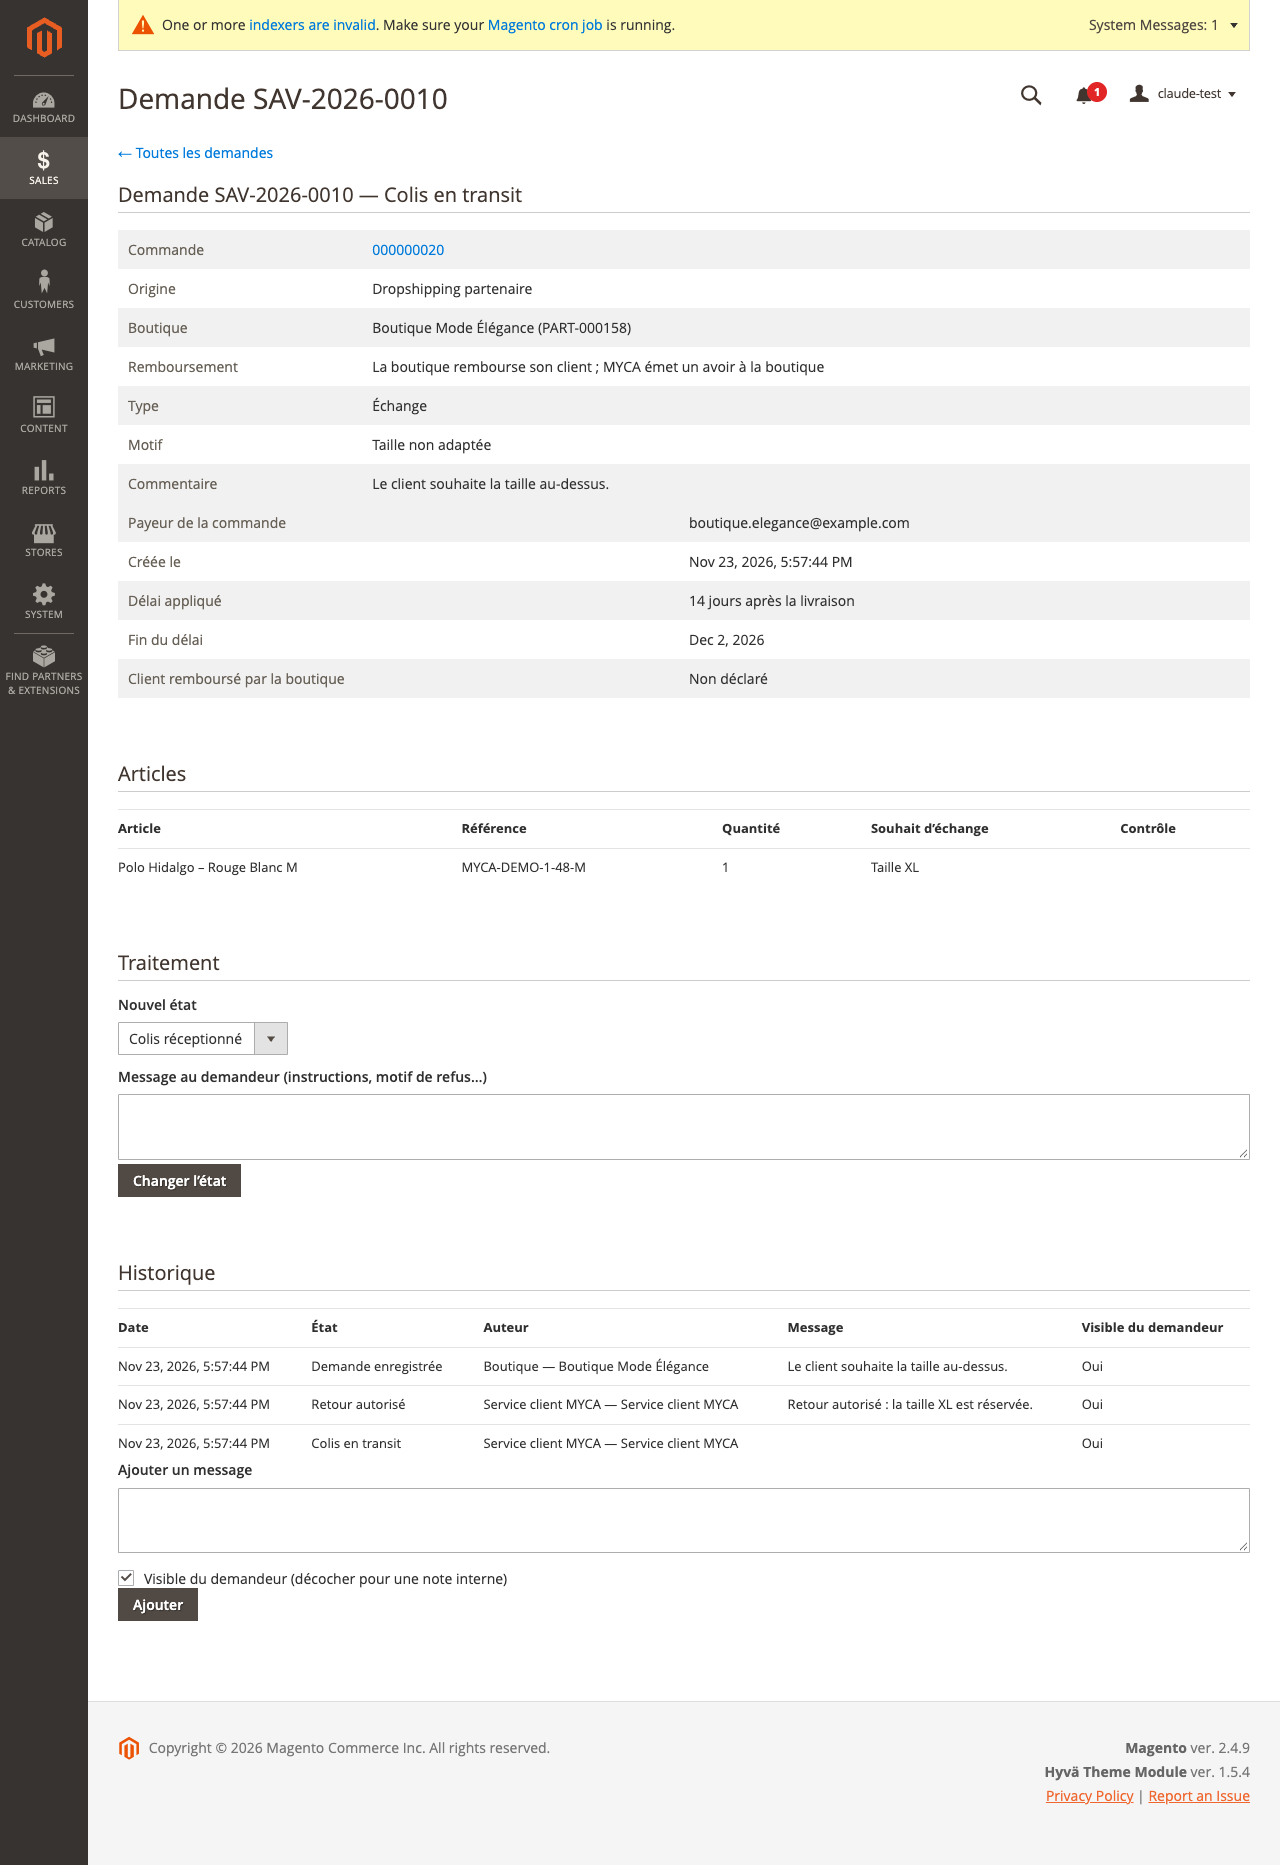 One or more indexers are invalid. Make sure your Magento cron job is running.
System Messages: 1
Demande SAV-2026-0010
1
claude-test
DASHBOARD
SALES
CATALOG
CUSTOMERS
MARKETING
CONTENT
REPORTS
STORES
SYSTEM
FIND PARTNERS
& EXTENSIONS
← Toutes les demandes
Demande SAV-2026-0010 — Colis en transit
Commande 000000020
Origine Dropshipping partenaire
Boutique Boutique Mode Élégance (PART-000158)
Remboursement La boutique rembourse son client ; MYCA émet un avoir à la boutique
Type Échange
Motif Taille non adaptée
Commentaire Le client souhaite la taille au-dessus.
Payeur de la commande boutique.elegance@example.com
Créée le Nov 23, 2026, 5:57:44 PM
Délai appliqué 14 jours après la livraison
Fin du délai Dec 2, 2026
Client remboursé par la boutique Non déclaré
Articles
Article Référence Quantité Souhait d’échange Contrôle
Polo Hidalgo – Rouge Blanc M MYCA-DEMO-1-48-M 1 Taille XL
Traitement
Nouvel état
Colis réceptionné
Message au demandeur (instructions, motif de refus…)
Changer l’état
Historique
Date État Auteur Message Visible du demandeur
Nov 23, 2026, 5:57:44 PM Demande enregistrée Boutique — Boutique Mode Élégance Le client souhaite la taille au-dessus. Oui
Nov 23, 2026, 5:57:44 PM Retour autorisé Service client MYCA — Service client MYCA Retour autorisé : la taille XL est réservée. Oui
Nov 23, 2026, 5:57:44 PM Colis en transit Service client MYCA — Service client MYCA Oui
Ajouter un message
Visible du demandeur (décocher pour une note interne)
Ajouter
Copyright © 2026 Magento Commerce Inc. All rights reserved.
Magento ver. 2.4.9
Hyvä Theme Module ver. 1.5.4
Privacy Policy | Report an Issue